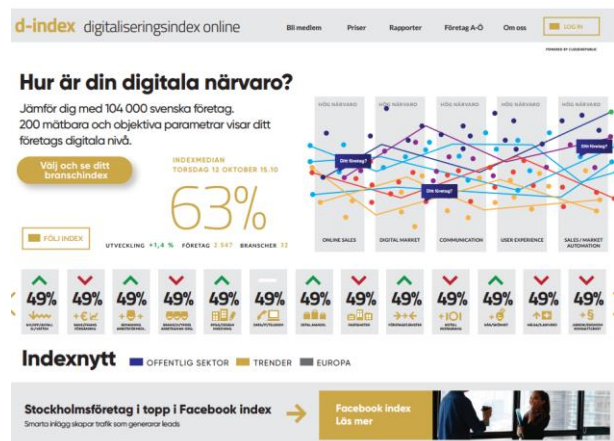 d-index digitaliseringsindex online
Bli medlem Priser Rapporter Företag A-Ö Om oss LOG IN
POWERED BY CLOUDREPUBLIC
Hur är din digitala närvaro?
Jämför dig med 104 000 svenska företag.
200 mätbara och objektiva parametrar visar ditt
företags digitala nivå.
Välj och se ditt
branschindex
INDEXMEDIAN
TORSDAG 12 OKTOBER 15.10
63%
FÖLJ INDEX
UTVECKLING +1,4 % FÖRETAG 2 047 BRANSCHER 32
HÖG NÄRVARO HÖG NÄRVARO HÖG NÄRVARO HÖG NÄRVARO HÖG NÄRVARO
Ditt företag?
Ditt företag?
Ditt företag?
ONLINE SALES DIGITAL MARKET COMMUNICATION USER EXPERIENCE SALES/MARKET
AUTOMATION
49% 49% 49% 49% 49% 49% 49% 49% 49% 49% 49% 49% 49%
Indexnytt OFFENTLIG SEKTOR TRENDER EUROPA
Stockholmsföretag i topp i Facebook index
Smarta inlägg skapar trafik som genererar leads
Facebook index
Läs mer